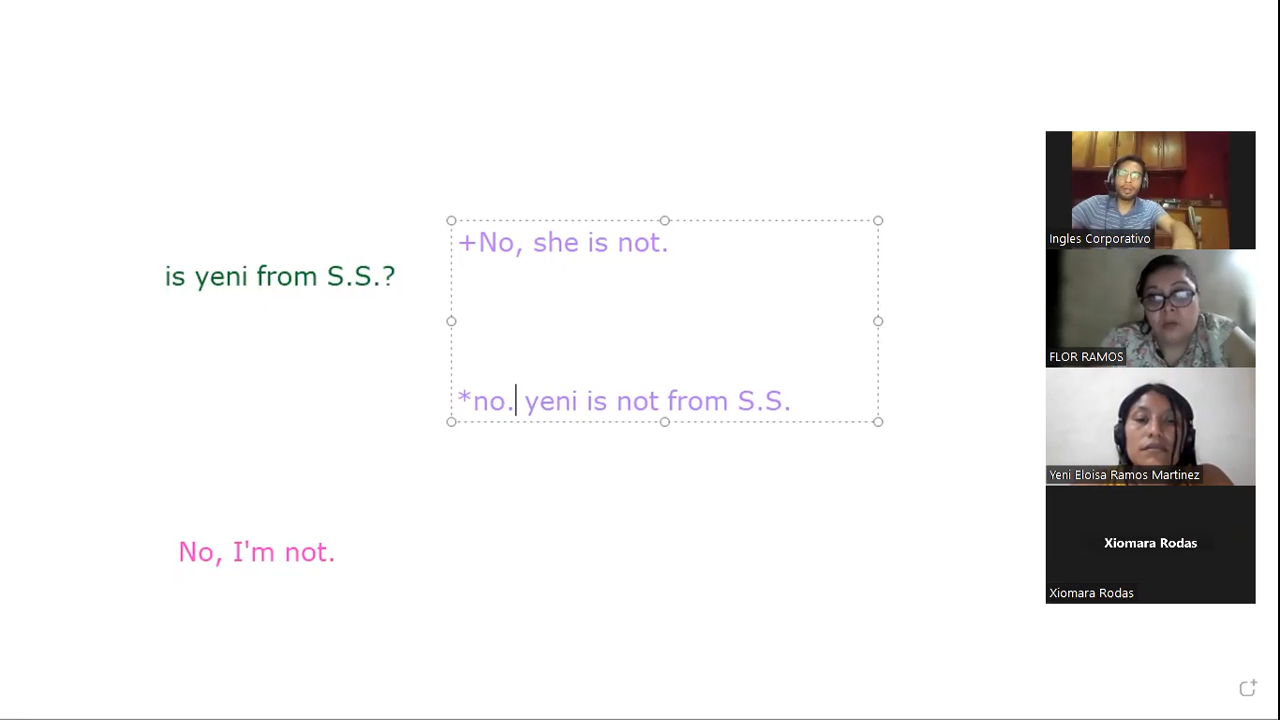 +No, she is not.
is yeni from S.S.?
*no. yeni is not from S.S.
No, I'm not.
Ingles Corporativo
FLOR RAMOS
Yeni Eloisa Ramos Martinez
Xiomara Rodas
Xiomara Rodas